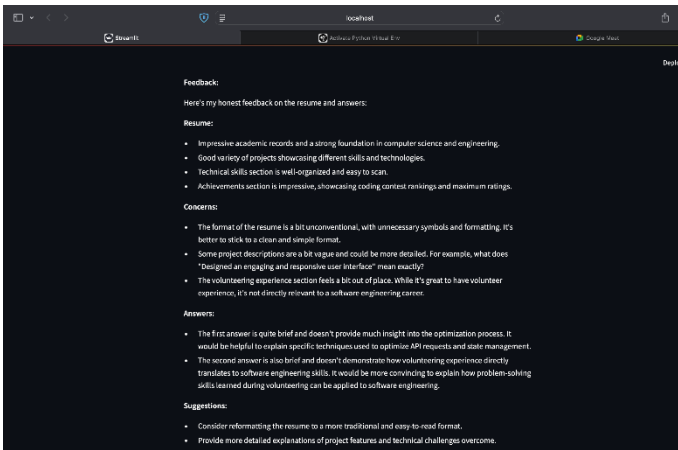 localhost
Streamlit
Activate Python Virtual Env
Google Meet
Deplo
Feedback:
Here's my honest feedback on the resume and answers:
Resume:
• Impressive academic records and a strong foundation in computer science and engineering.
• Good variety of projects showcasing different skills and technologies.
• Technical skills section is well-organized and easy to scan.
• Achievements section is impressive, showcasing coding contest rankings and maximum ratings.
Concerns:
• The format of the resume is a bit unconventional, with unnecessary symbols and formatting. It's
better to stick to a clean and simple format.
• Some project descriptions are a bit vague and could be more detailed. For example, what does
"Designed an engaging and responsive user interface" mean exactly?
• The volunteering experience section feels a bit out of place. While it's great to have volunteer
experience, it's not directly relevant to a software engineering career.
Answers:
• The first answer is quite brief and doesn't provide much insight into the optimization process. It
would be helpful to explain specific techniques used to optimize API requests and state management.
• The second answer is also brief and doesn't demonstrate how volunteering experience directly
translates to software engineering skills. It would be more convincing to explain how problem-solving
skills learned during volunteering can be applied to software engineering.
Suggestions:
• Consider reformatting the resume to a more traditional and easy-to-read format.
• Provide more detailed explanations of project features and technical challenges overcome.